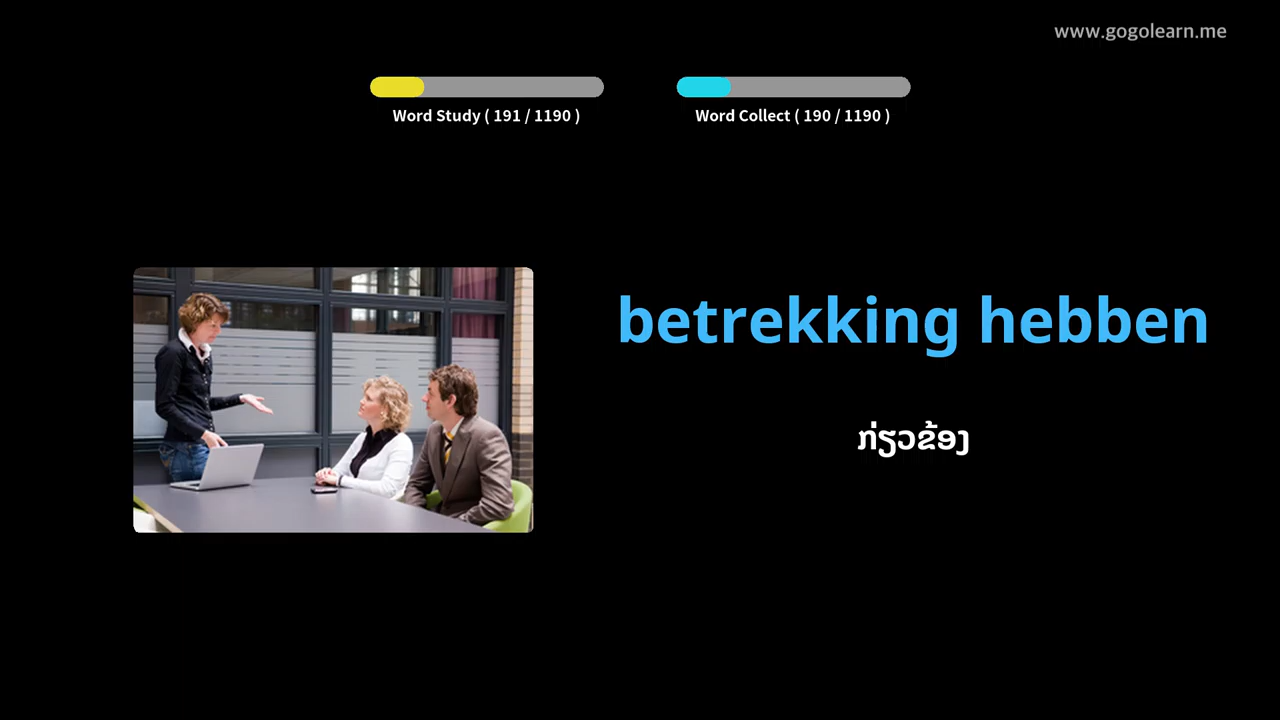 www.gogolearn.me
Word Study ( 191 / 1190 )
Word Collect ( 190 / 1190 )
betrekking hebben
ກ່ຽວຂ້ອງ